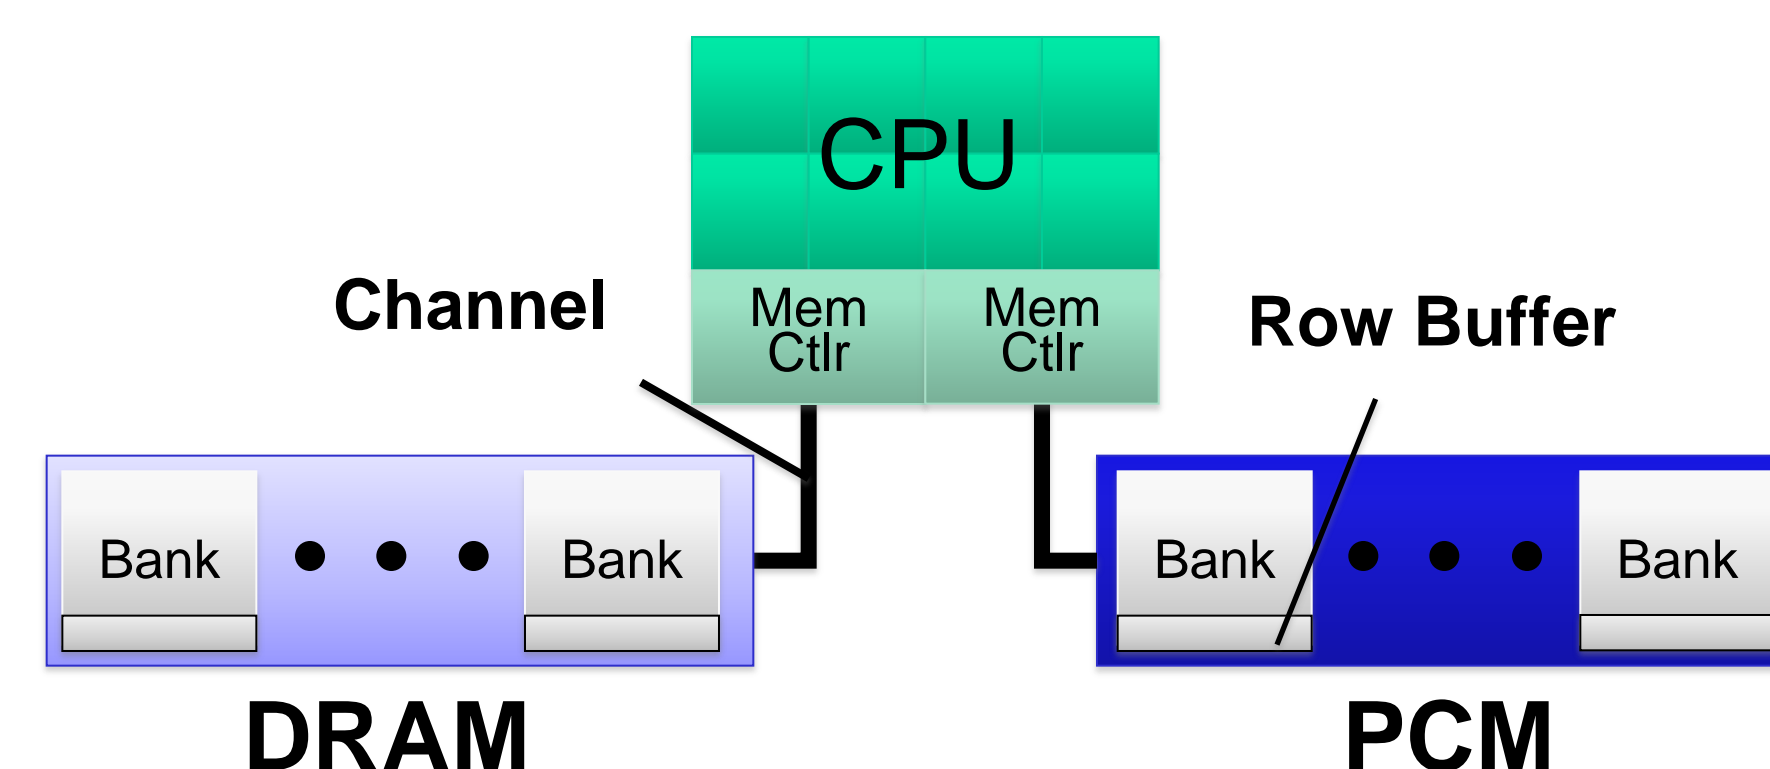 CPU
Channel
Mem
Ctlr
Mem
Ctlr
Row Buffer
Bank
Bank
Bank
Bank
DRAM
PCM